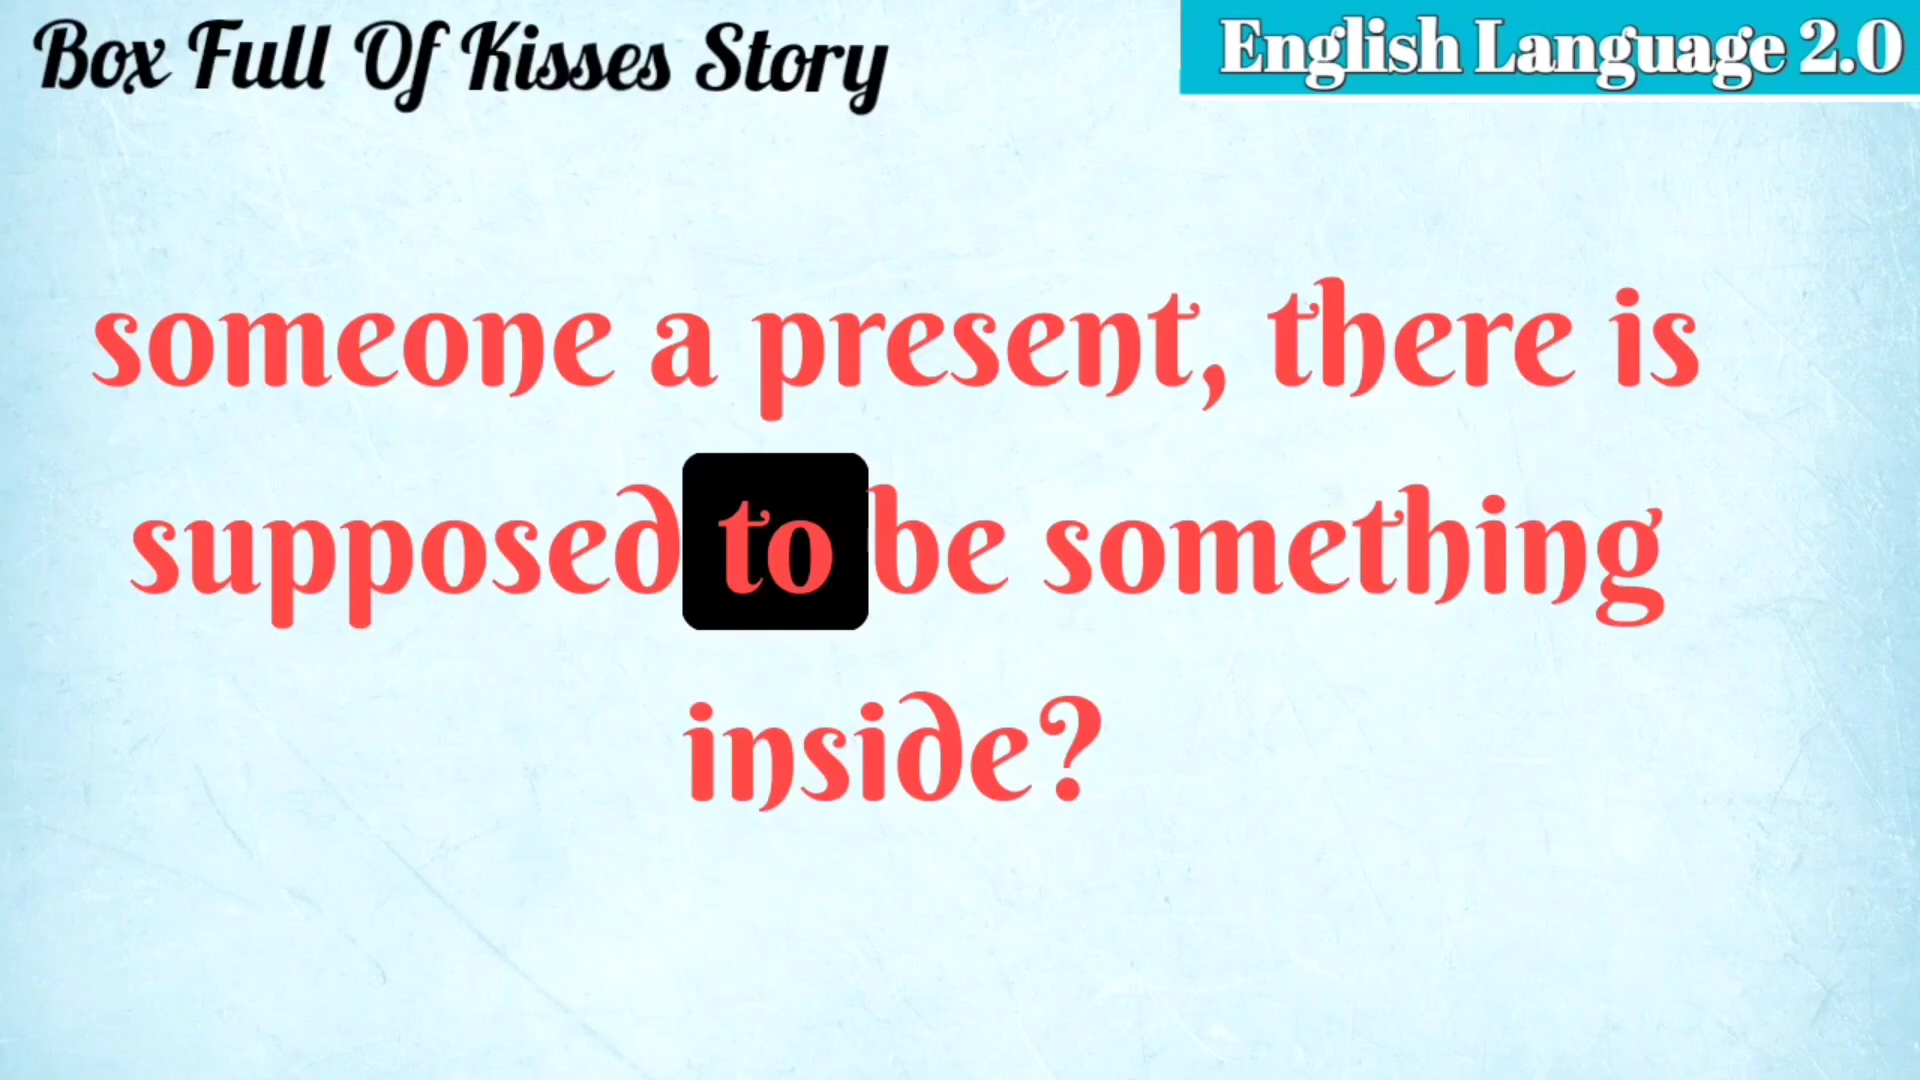 Box Full Of Kisses Story
English Language 2.0
someone a present, there is
supposed to be something
inside?